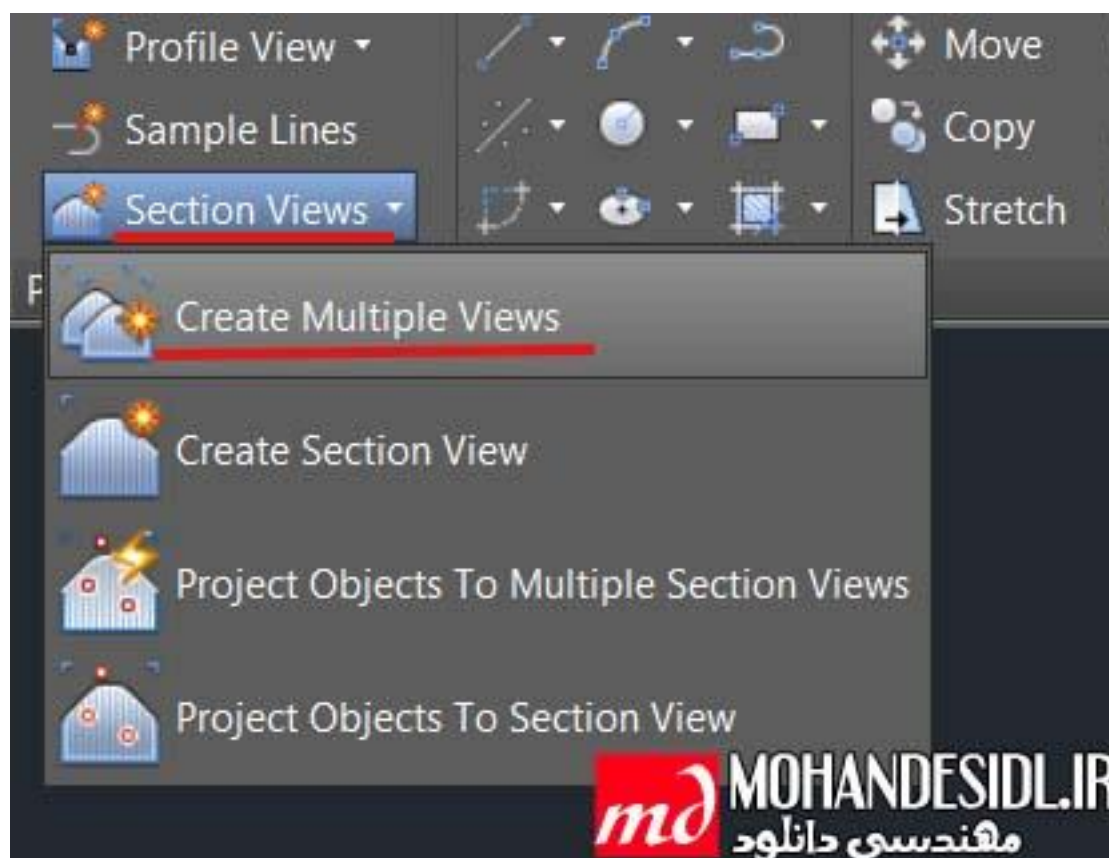 Profile View
Move
Sample Lines
Copy
Section Views
Stretch
Create Multiple Views
Create Section View
Project Objects To Multiple Section Views
Project Objects To Section View
md
MOHANDESIDL.IR
مهندسی دانلود